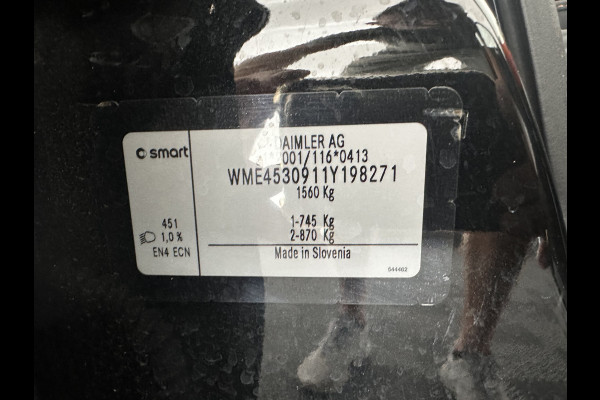 smart
DAIMLER AG
001/116*0413
WME4530911Y198271
1560 Kg
1-745 Kg
2-870 Kg
Made in Slovenia
451
1,0 %
EN4 ECN
544462